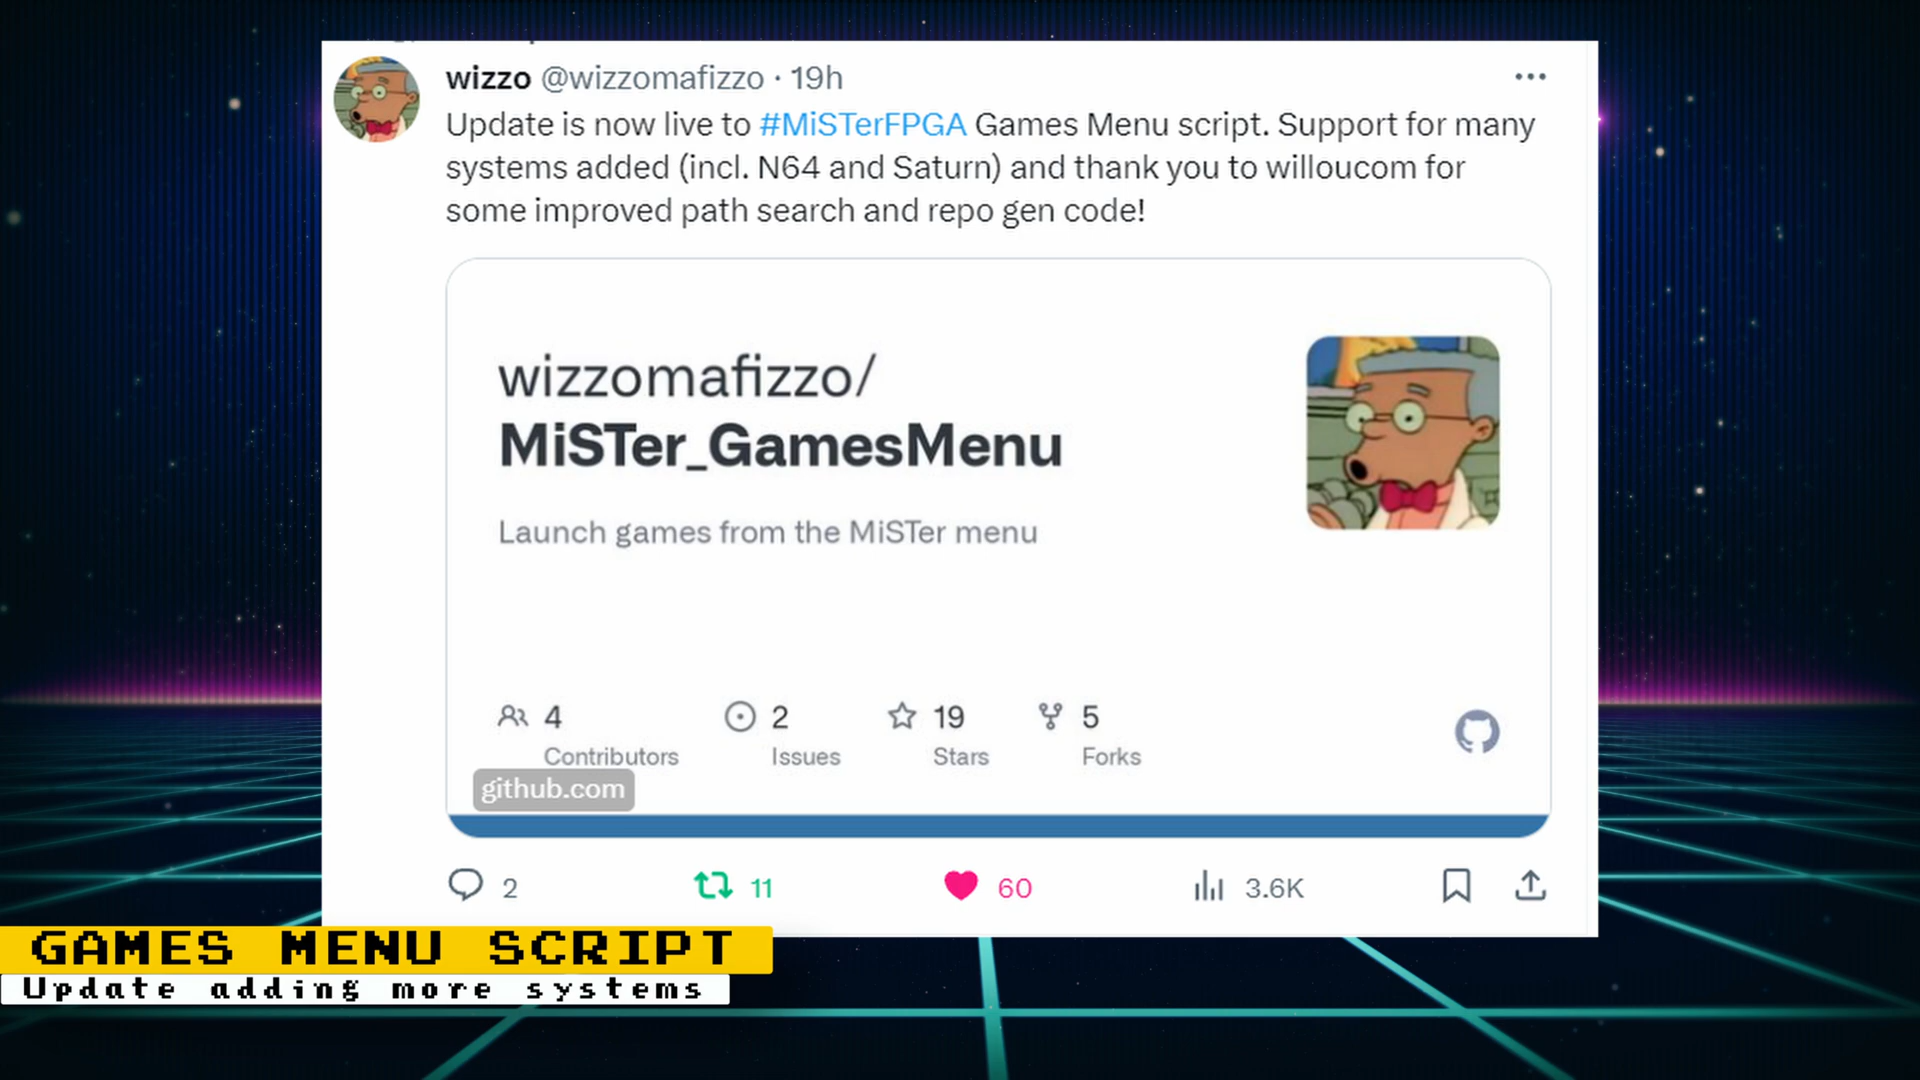 wizzo @wizzomafizzo · 19h
Update is now live to #MiSTerFPGA Games Menu script. Support for many
systems added (incl. N64 and Saturn) and thank you to willoucom for
some improved path search and repo gen code!
wizzomafizzo/
MiSTer_GamesMenu
Launch games from the MiSTer menu
4 2 19 5
Contributors Issues Stars Forks
github.com
2 11 60 3.6K
GAMES MENU SCRIPT
Update adding more systems